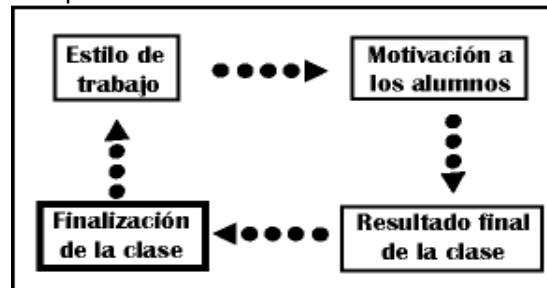 Estilo de
trabajo
Motivación a
los alumnos
Finalización
de la clase
Resultado final
de la clase